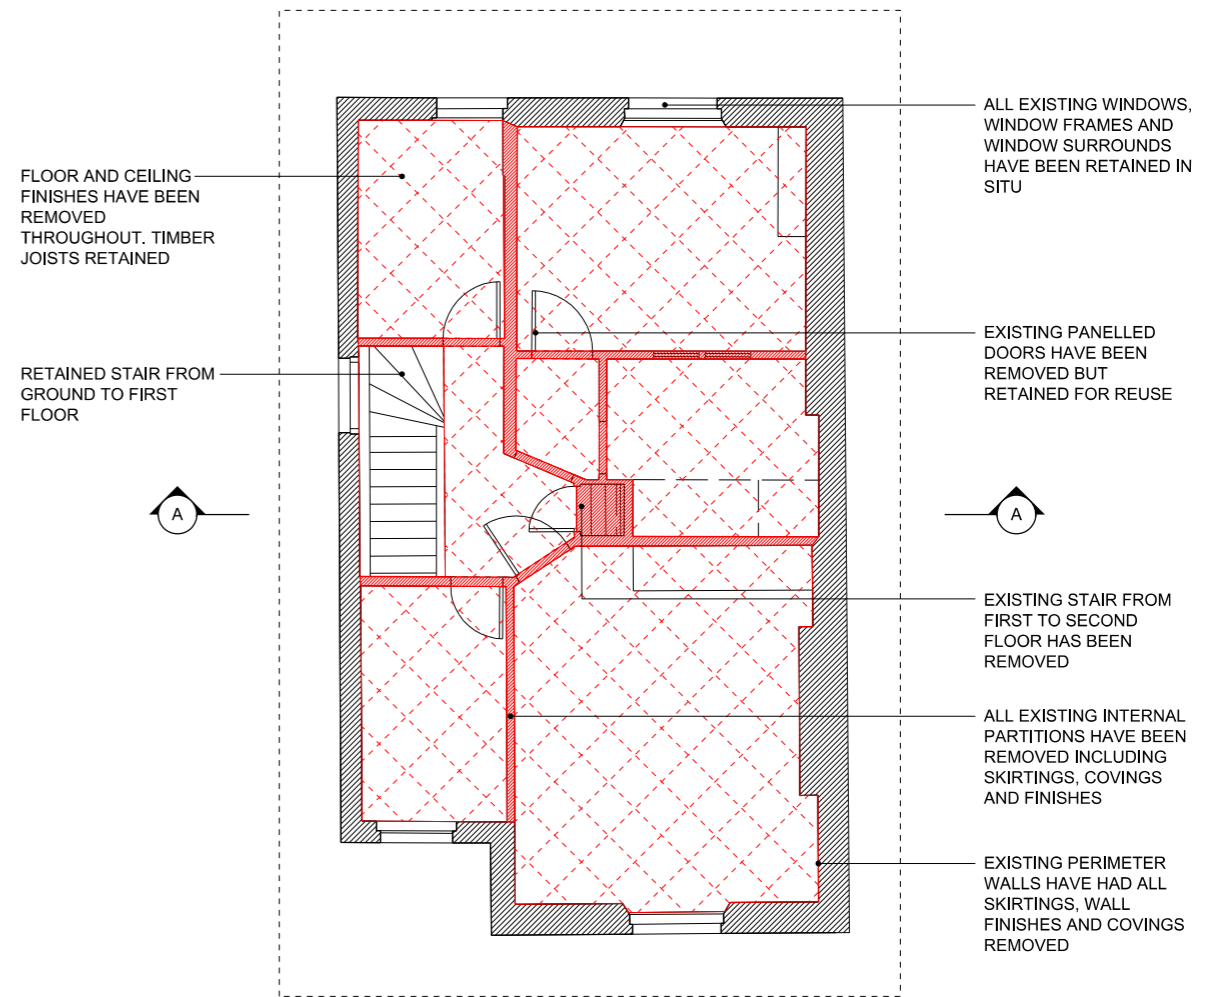 FLOOR AND CEILING
FINISHES HAVE BEEN
REMOVED
THROUGHOUT. TIMBER
JOISTS RETAINED
RETAINED STAIR FROM
GROUND TO FIRST
FLOOR
A
ALL EXISTING WINDOWS,
WINDOW FRAMES AND
WINDOW SURROUNDS
HAVE BEEN RETAINED IN
SITU
EXISTING PANELLED
DOORS HAVE BEEN
REMOVED BUT
RETAINED FOR REUSE
A
EXISTING STAIR FROM
FIRST TO SECOND
FLOOR HAS BEEN
REMOVED
ALL EXISTING INTERNAL
PARTITIONS HAVE BEEN
REMOVED INCLUDING
SKIRTINGS, COVINGS
AND FINISHES
EXISTING PERIMETER
WALLS HAVE HAD ALL
SKIRTINGS, WALL
FINISHES AND COVINGS
REMOVED